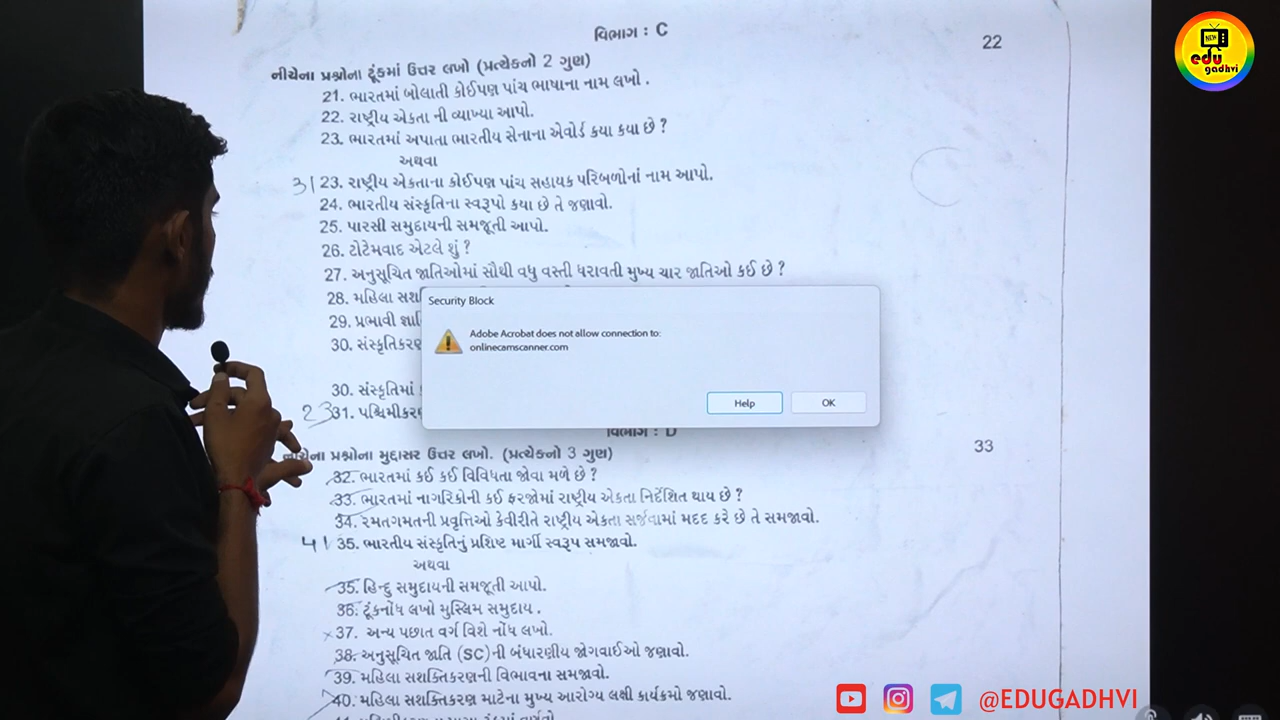 વિભાગ : C
22
નીચેના પ્રશ્નોના ટૂંકમાં ઉત્તર લખો (પ્રત્યેકનો 2 ગુણ)
21. ભારતમાં બોલાતી કોઈપણ પાંચ ભાષાના નામ લખો .
22. રાષ્ટ્રીય એકતા ની વ્યાખ્યા આપો.
23. ભારતમાં અપાતા ભારતીય સેનાના એવોર્ડ કયા કયા છે ?
અથવા
31 23. રાષ્ટ્રીય એકતાના કોઈપણ પાંચ સહાયક પરિબળોનાં નામ આપો.
24. ભારતીય સંસ્કૃતિના સ્વરૂપો કયા છે તે જણાવો.
25. પારસી સમુદાયની સમજૂતી આપો.
26. ટોટેમવાદ એટલે શું ?
27. અનુસૂચિત જાતિઓમાં સૌથી વધુ વસ્તી ધરાવતી મુખ્ય ચાર જાતિઓ કઈ છે ?
28. મહિલા
29. પ્રભાવી
30. સંસ્કૃતિકરણ
30. સંસ્કૃતિમાં
23 31.
Security Block
Adobe Acrobat does not allow connection to:
onlinecamscanner.com
Help OK
વિભાગ : D
33
નીચેના પ્રશ્નોના મુદ્દાસર ઉત્તર લખો. (પ્રત્યેકનો 3 ગુણ)
32. ભારતમાં કઈ કઈ વિવિધતા જોવા મળે છે ?
33. ભારતમાં નાગરિકોની કઈ ફરજોમાં રાષ્ટ્રીય એકતા નિર્દેશિત થાય છે ?
34. રમતગમતની પ્રવૃત્તિઓ કેવીરીતે રાષ્ટ્રીય એકતા સર્જવામાં મદદ કરે છે તે સમજાવો.
41 35. ભારતીય સંસ્કૃતિનું પ્રશિષ્ટ માર્ગી સ્વરૂપ સમજાવો.
અથવા
35. હિન્દુ સમુદાયની સમજૂતી આપો.
36. ટૂંકનોંધ લખો મુસ્લિમ સમુદાય .
37. અન્ય પછાત વર્ગ વિશે નોંધ લખો.
38. અનુસૂચિત જાતિ (SC)ની બંધારણીય જોગવાઈઓ જણાવો.
39. મહિલા સશક્તિકરણની વિભાવના સમજાવો.
40. મહિલા સશક્તિકરણ માટેના મુખ્ય આરોગ્ય લક્ષી કાર્યક્રમો જણાવો.
NEW
edu
gadhvi
@EDUGADHVI